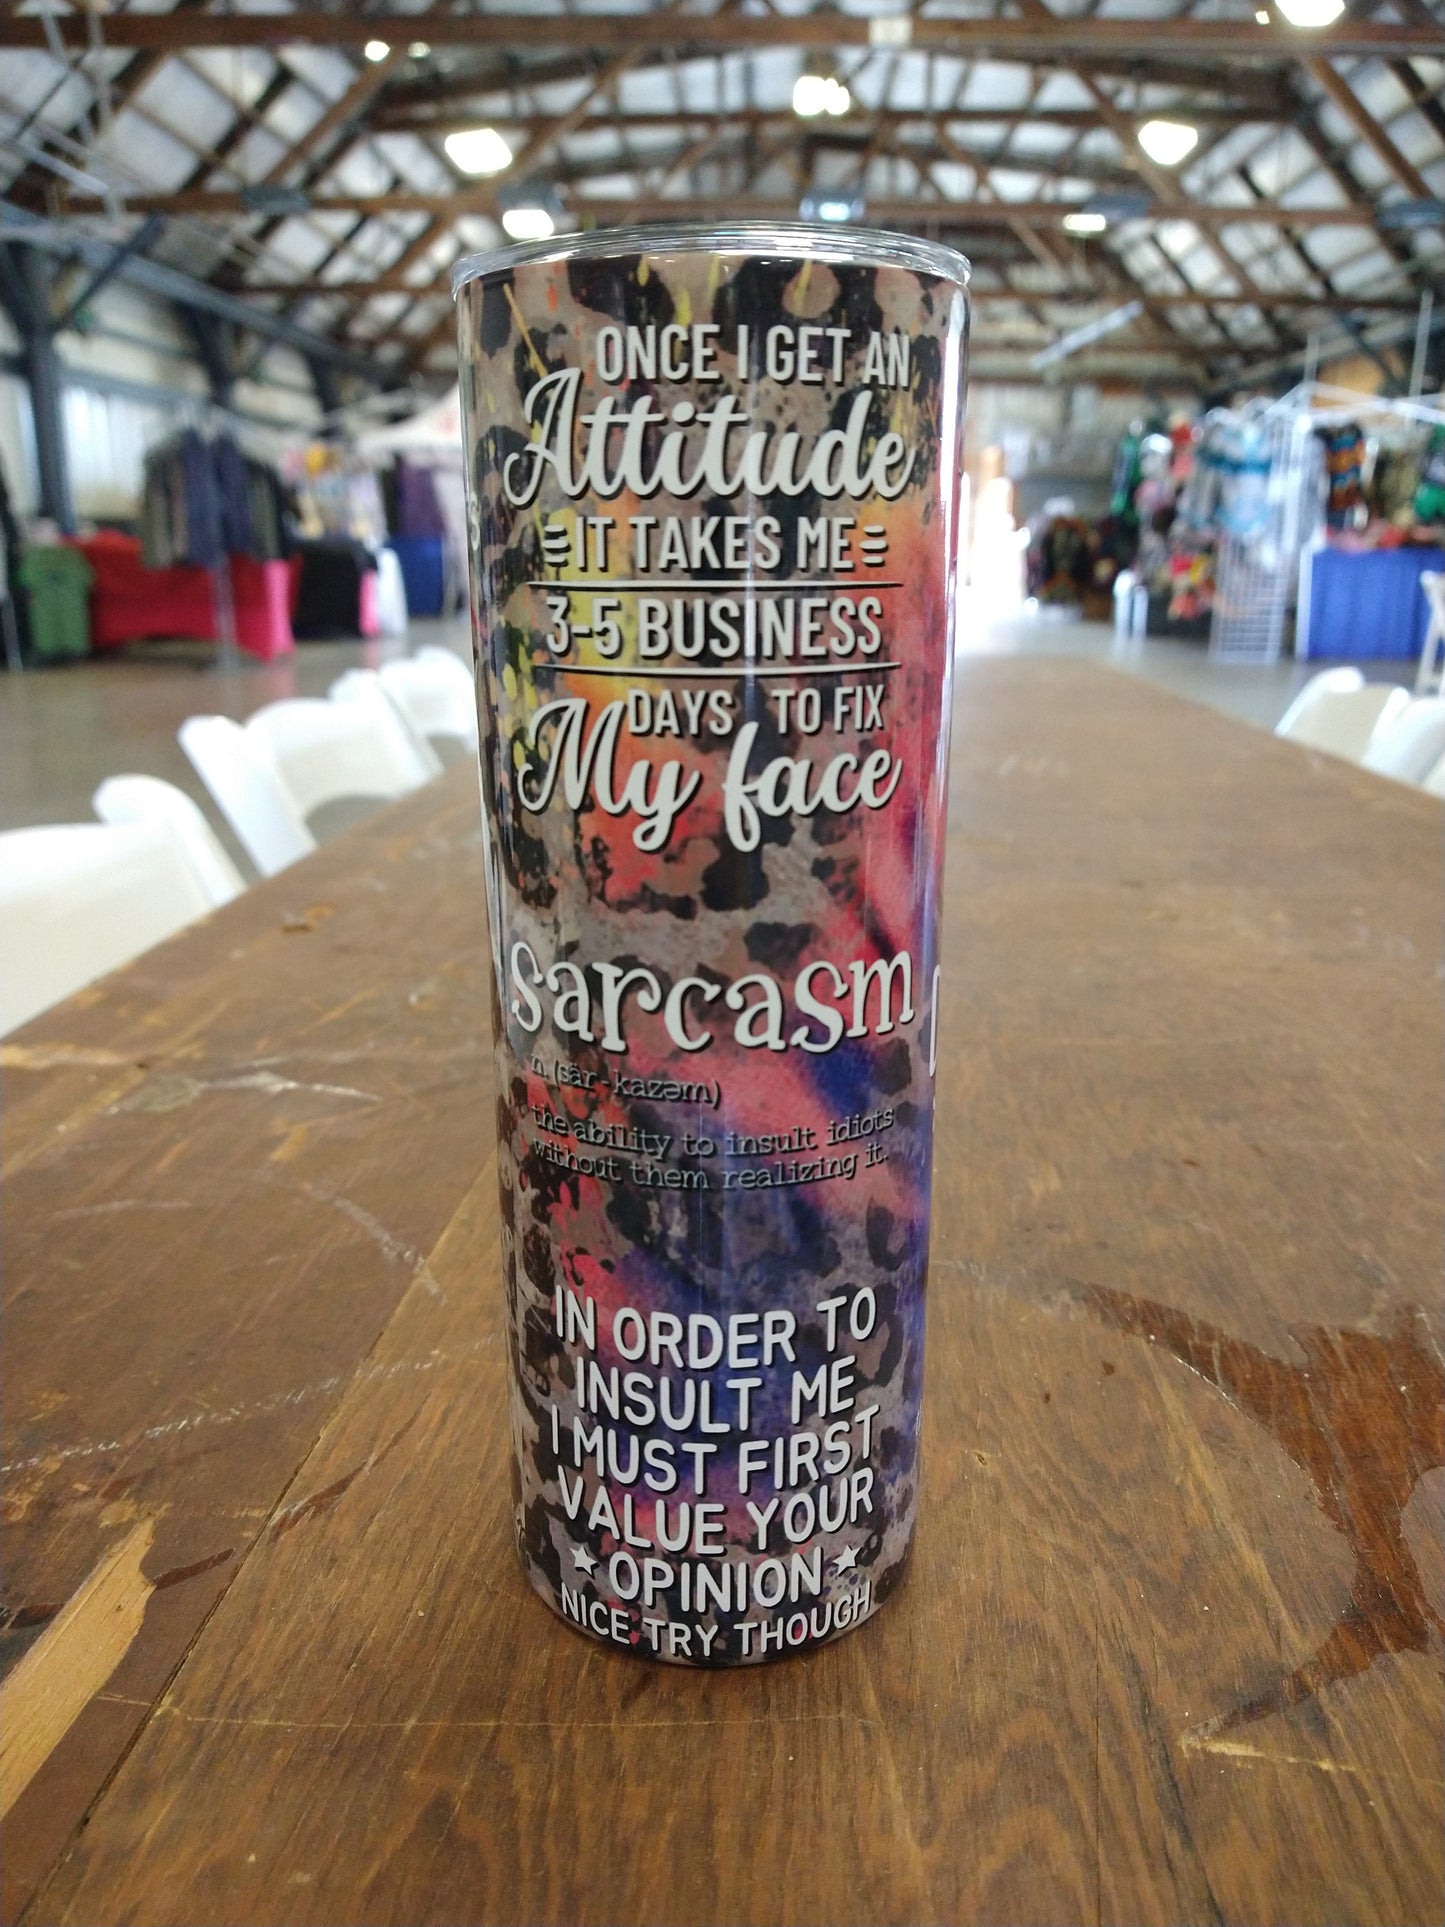 ONCE I GET AN
Attitude
IT TAKES ME
3-5 BUSINESS
DAYS TO FIX
My face
sarcasm
n. (sär-kazəm)
the ability to insult idiots
without them realizing it.
IN ORDER TO
INSULT ME
I MUST FIRST
VALUE YOUR
OPINION
NICE TRY THOUGH